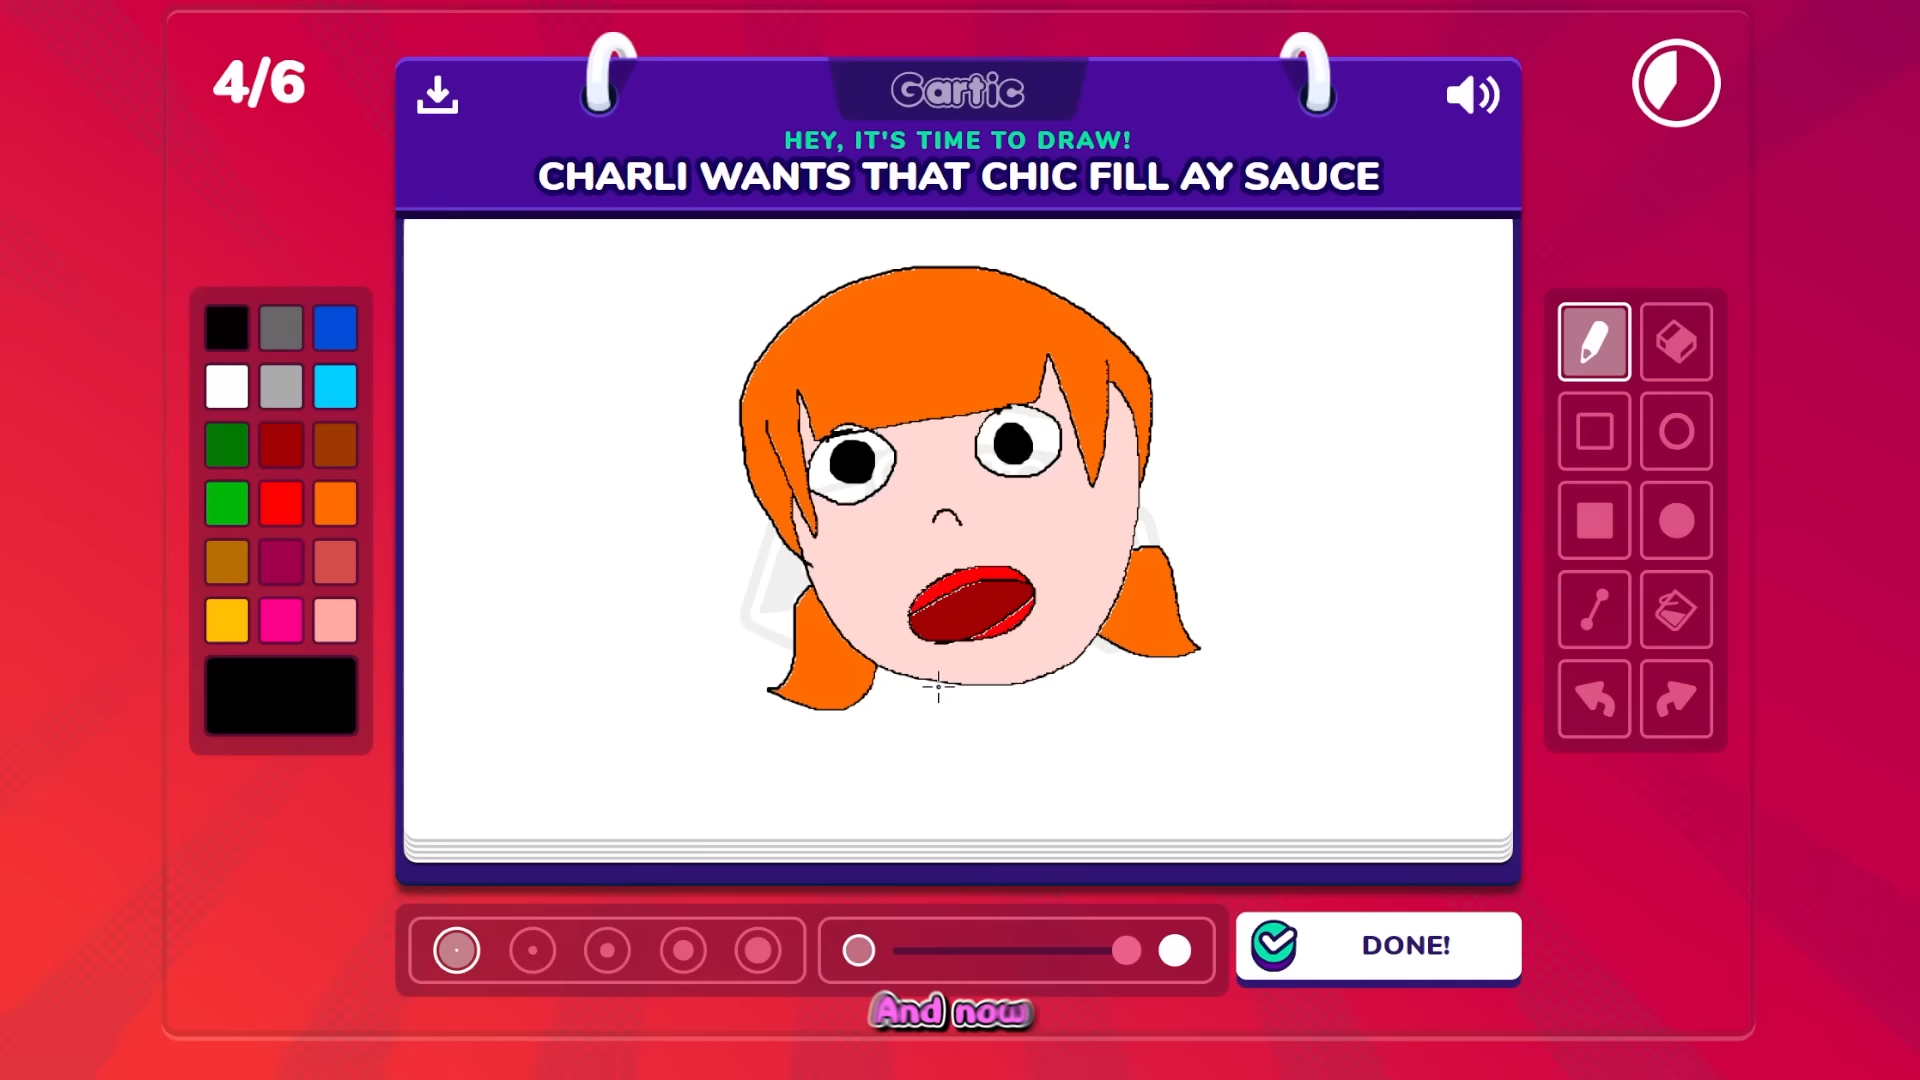 4/6
Gartic
HEY, IT'S TIME TO DRAW!
CHARLI WANTS THAT CHIC FILL AY SAUCE
DONE!
And now